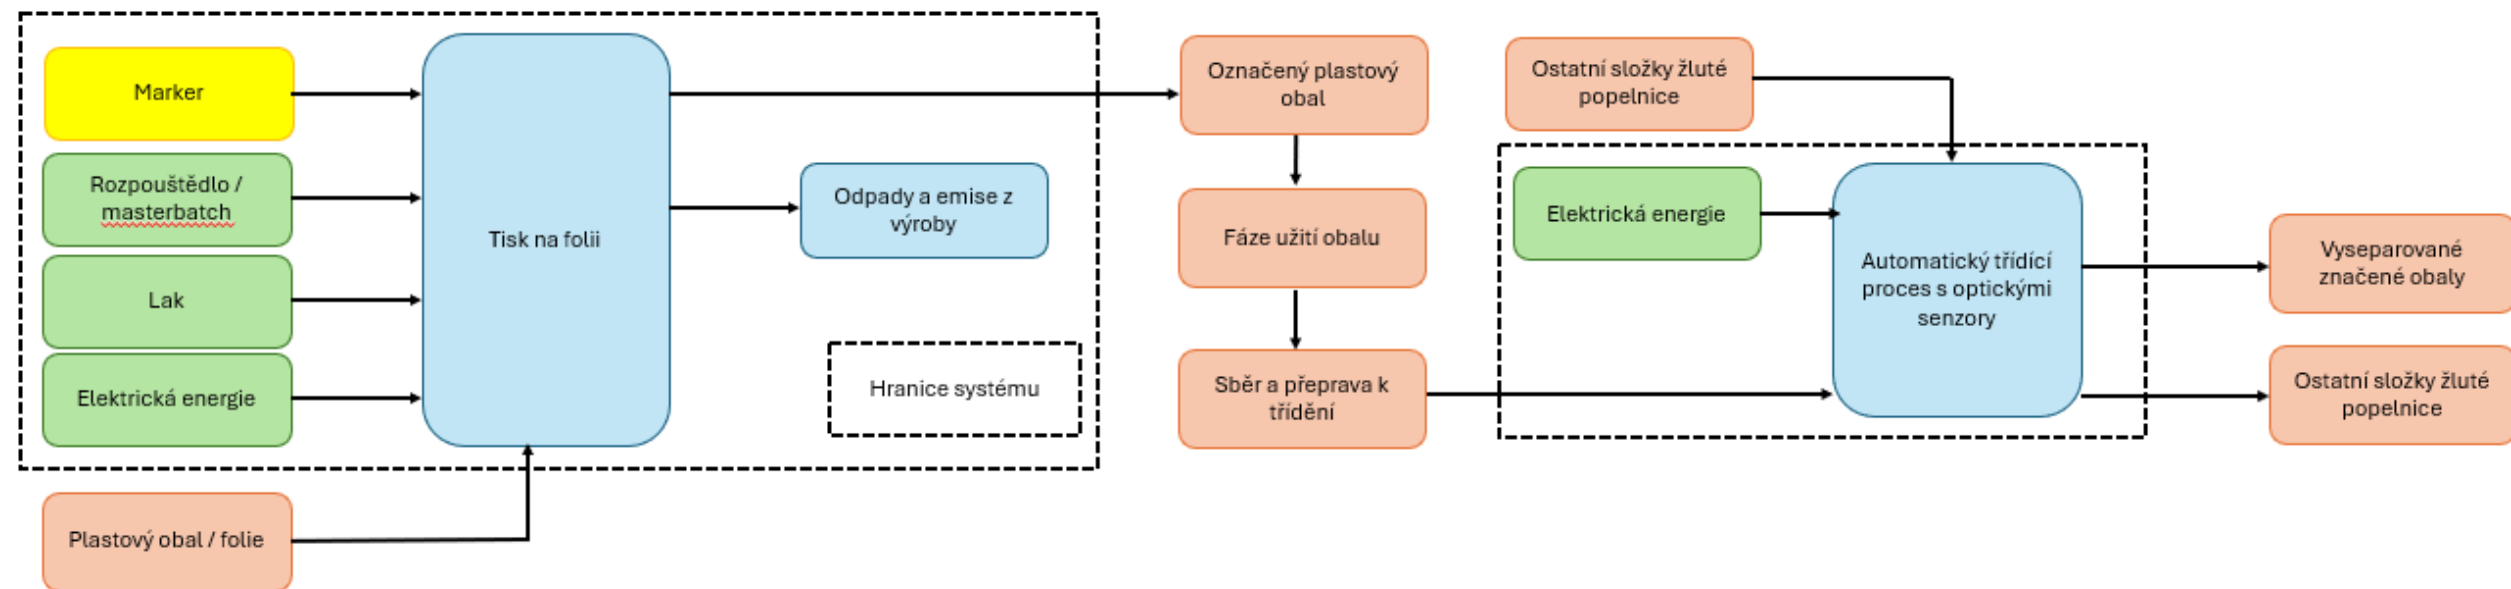 Marker
Rozpouštědlo /
masterbatch
Lak
Elektrická energie
Plastový obal / folie
Tisk na folii
Odpady a emise z
výroby
Hranice systému
Označený plastový
obal
Fáze užití obalu
Sběr a přeprava k
třídění
Ostatní složky žluté
popelnice
Elektrická energie
Automatický třídící
proces s optickými
senzory
Vyseparované
značené obaly
Ostatní složky žluté
popelnice